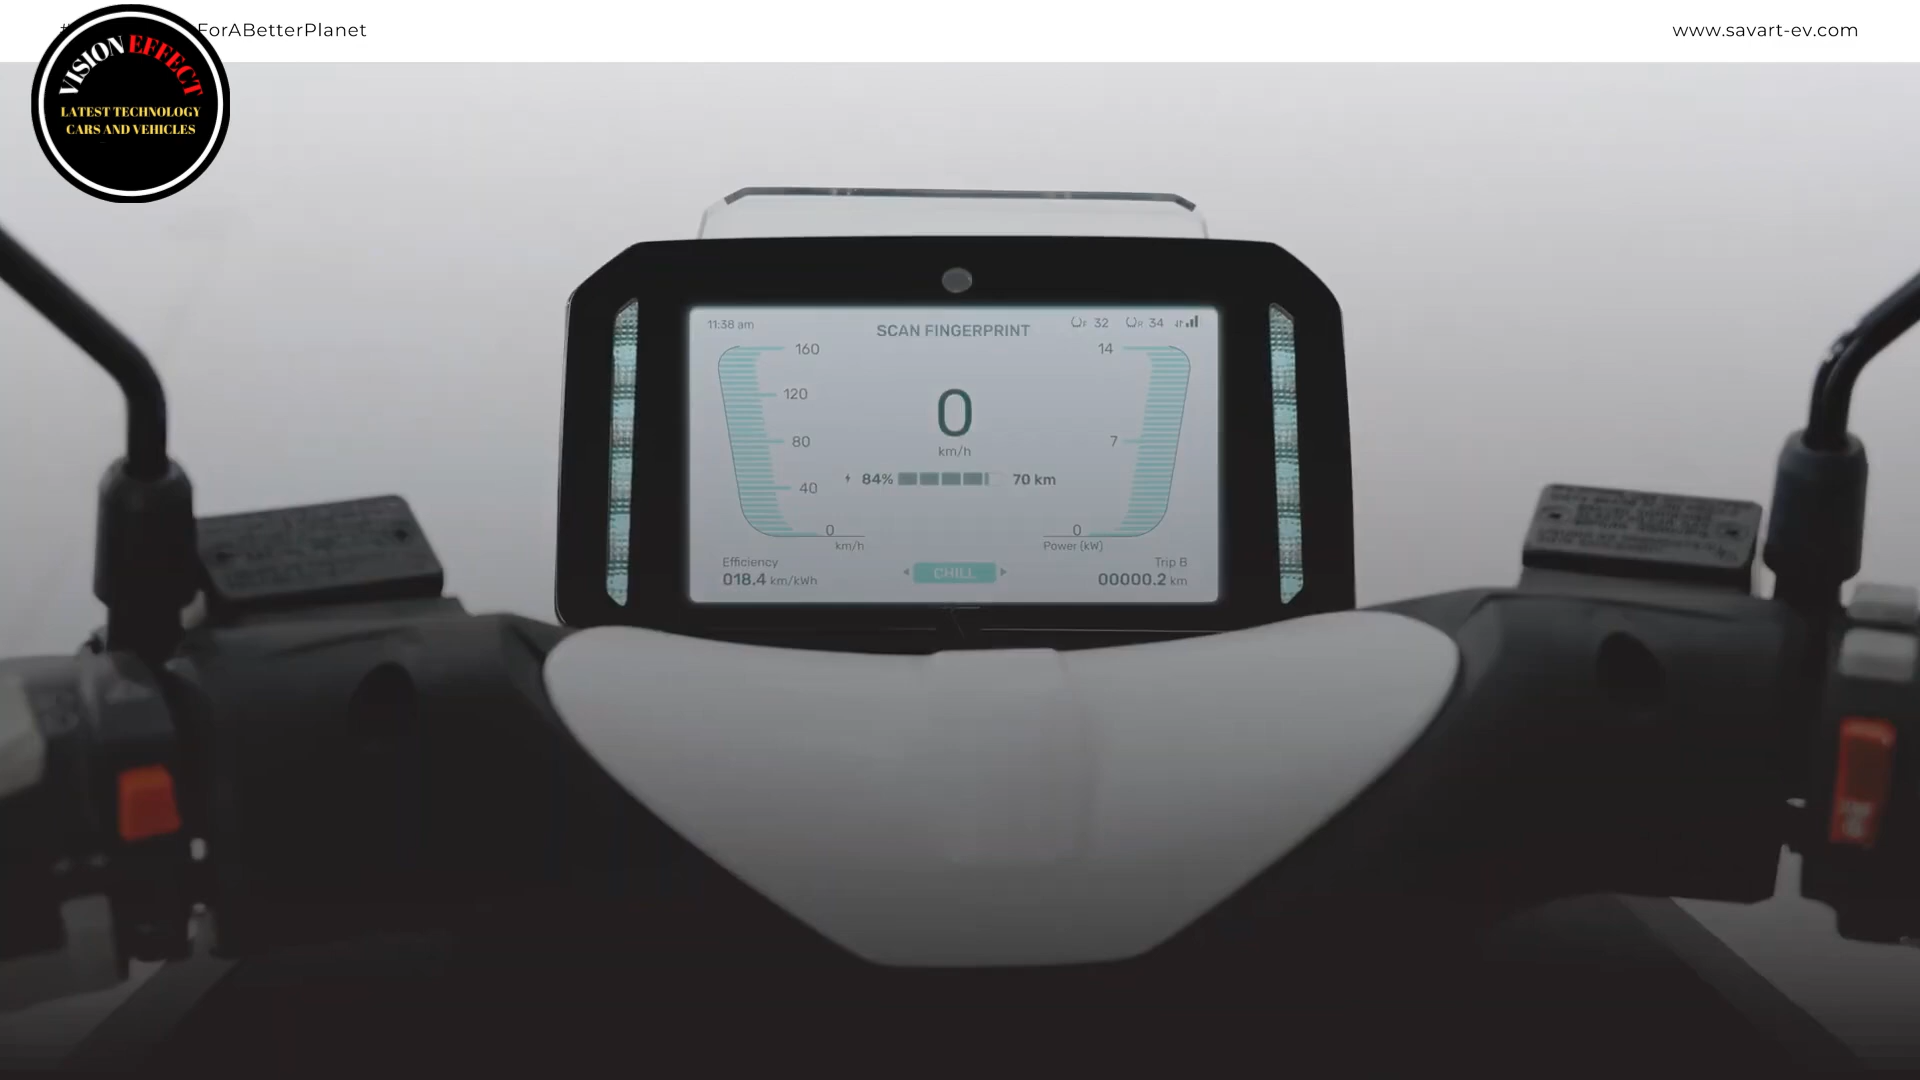 ForABetterPlanet
www.savart-ev.com
VISION EFFECT
LATEST TECHNOLOGY
CARS AND VEHICLES
11:38 am
SCAN FINGERPRINT
F 32
R 34
160
120
80
40
0
km/h
14
7
0
Power (kW)
0
km/h
84%
70 km
Efficiency
018.4 km/kWh
CHILL
Trip B
00000.2 km